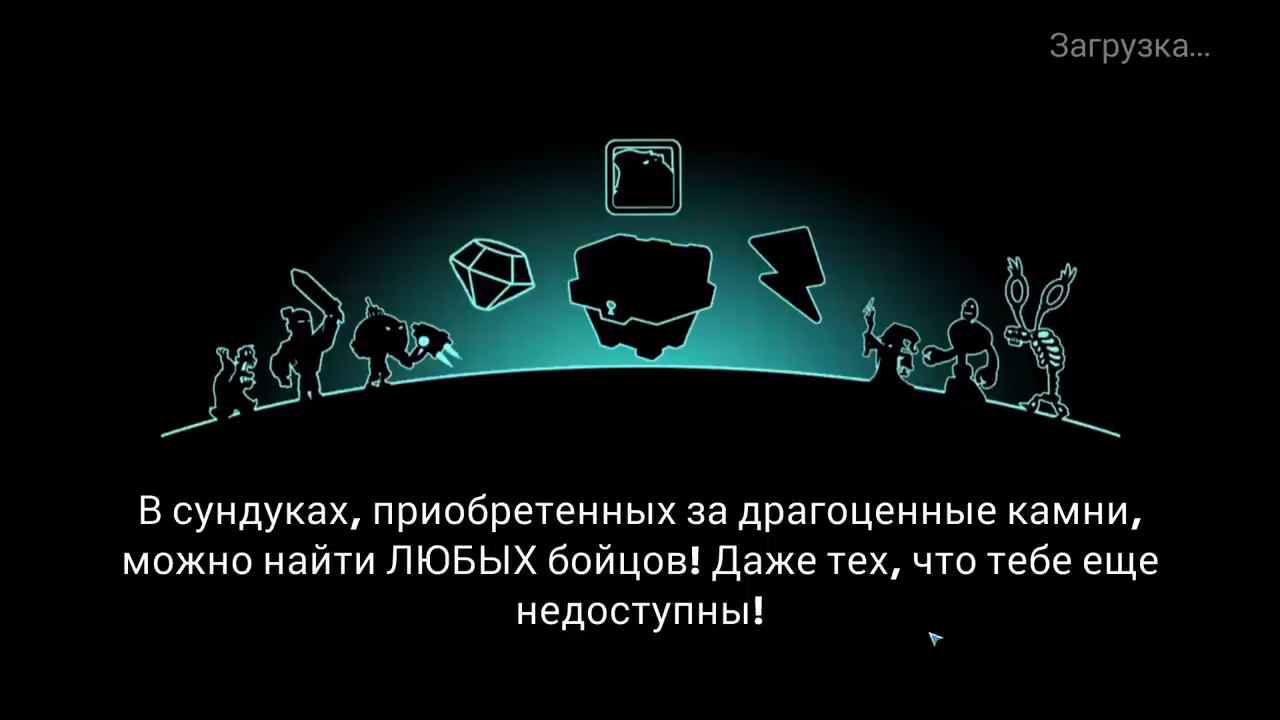 Загрузка...
В сундуках, приобретенных за драгоценные камни,
можно найти ЛЮБЫХ бойцов! Даже тех, что тебе еще
недоступны!